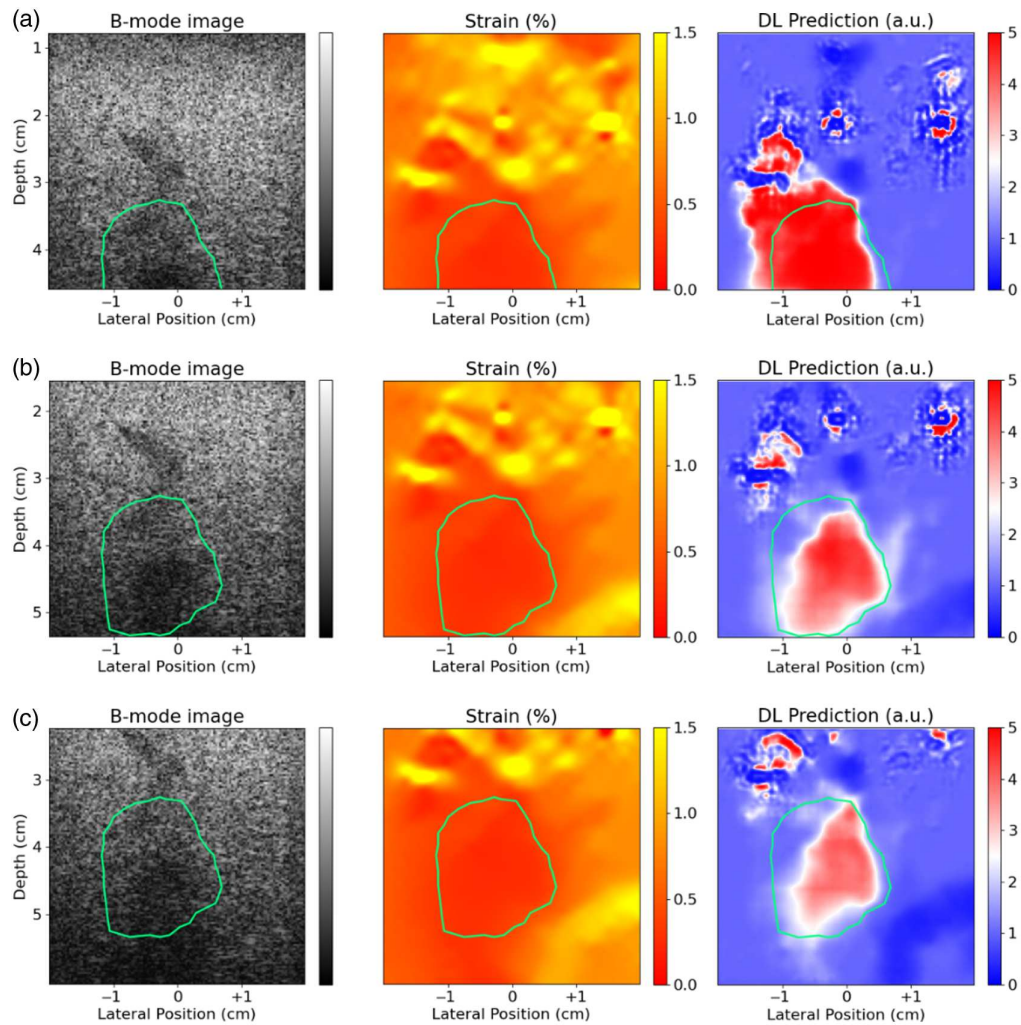 (a)
B-mode image
Strain (%)
DL Prediction (a.u.)
Depth (cm)
1
2
3
4
−1 0 +1
Lateral Position (cm)
1.5
1.0
0.5
0.0
−1 0 +1
Lateral Position (cm)
5
4
3
2
1
0
−1 0 +1
Lateral Position (cm)
(b)
B-mode image
Strain (%)
DL Prediction (a.u.)
Depth (cm)
2
3
4
5
−1 0 +1
Lateral Position (cm)
1.5
1.0
0.5
0.0
−1 0 +1
Lateral Position (cm)
5
4
3
2
1
0
−1 0 +1
Lateral Position (cm)
(c)
B-mode image
Strain (%)
DL Prediction (a.u.)
Depth (cm)
3
4
5
−1 0 +1
Lateral Position (cm)
1.5
1.0
0.5
0.0
−1 0 +1
Lateral Position (cm)
5
4
3
2
1
0
−1 0 +1
Lateral Position (cm)